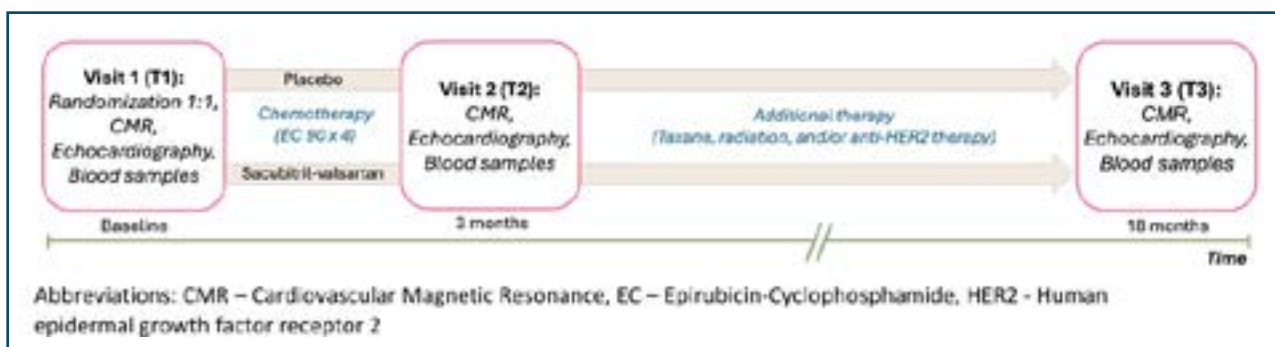 Visit 1 (T1):
Randomization 1:1,
CMR,
Echocardiography,
Blood samples
Placebo
Chemotherapy
(EC 90 x 4)
Sacubitril-valsartan
Visit 2 (T2):
CMR,
Echocardiography,
Blood samples
Additional therapy
(Taxane, radiation, and/or anti-HER2 therapy)
Visit 3 (T3):
CMR,
Echocardiography,
Blood samples
Baseline
3 months
18 months
Time
Abbreviations: CMR – Cardiovascular Magnetic Resonance, EC – Epirubicin-Cyclophosphamide, HER2 - Human
epidermal growth factor receptor 2